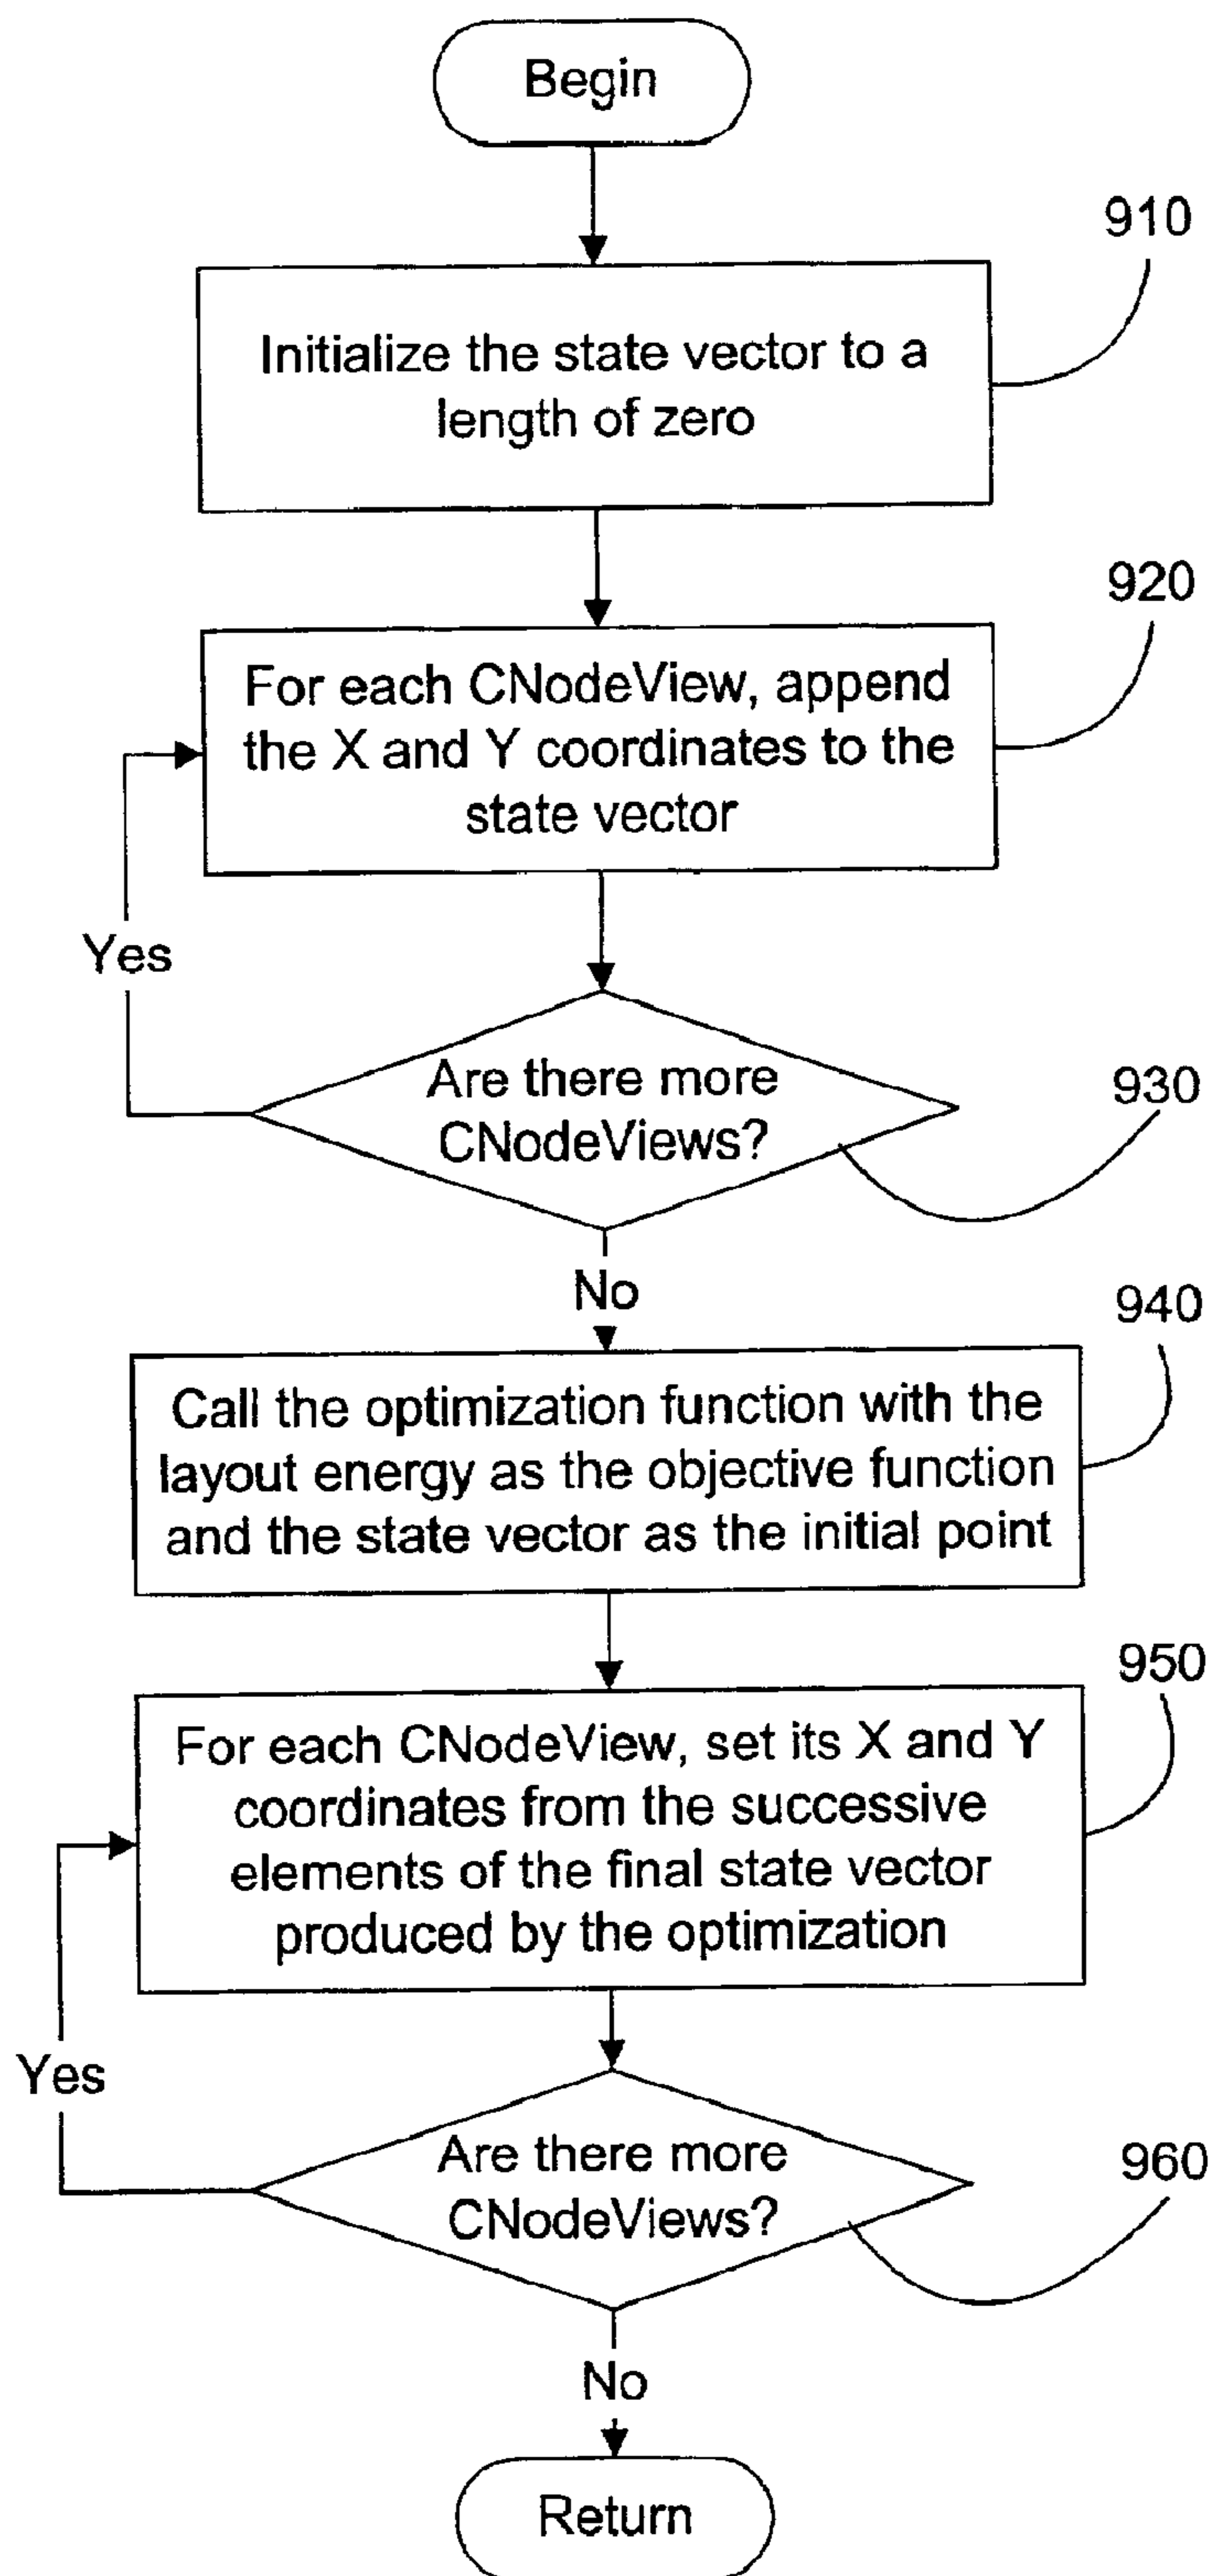 Begin
910
Initialize the state vector to a
length of zero
920
For each CNodeView, append
the X and Y coordinates to the
state vector
Yes
Are there more
CNodeViews?
930
No
940
Call the optimization function with the
layout energy as the objective function
and the state vector as the initial point
950
For each CNodeView, set its X and Y
coordinates from the successive
elements of the final state vector
produced by the optimization
Yes
Are there more
CNodeViews?
960
No
Return